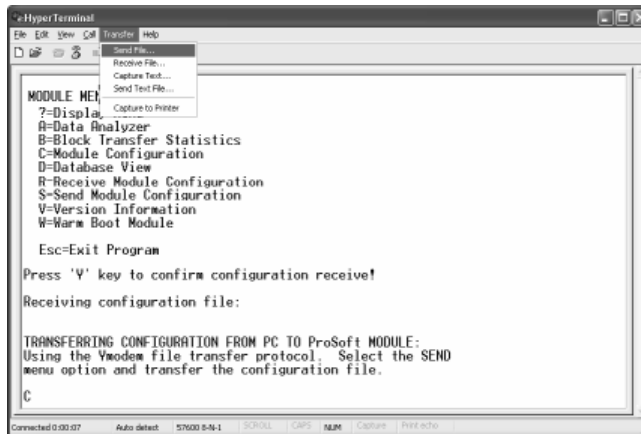 HyperTerminal
File Edit View Call Transfer Help
Send File...
Receive File...
Capture Text...
Send Text File...
Capture to Printer
MODULE MEN
?=Display Menu
A=Data Analyzer
B=Block Transfer Statistics
C=Module Configuration
D=Database View
R=Receive Module Configuration
S=Send Module Configuration
V=Version Information
W=Warm Boot Module
Esc=Exit Program
Press 'Y' key to confirm configuration receive!
Receiving configuration file:
TRANSFERRING CONFIGURATION FROM PC TO ProSoft MODULE:
Using the Ymodem file transfer protocol. Select the SEND
menu option and transfer the configuration file.
C
Connected 0:00:07 Auto detect 57600 8-N-1 SCROLL CAPS NUM Capture Print echo